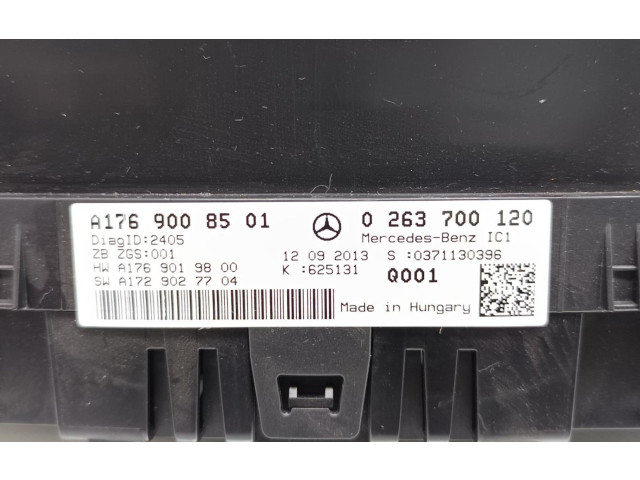 A176 900 85 01 0 263 700 120
DiagID:2405 Mercedes-Benz IC1
ZB ZGS:001 12 09 2013 S :0371130396
HW A176 901 98 00 K :625131 Q001
SW A172 902 77 04
Made in Hungary